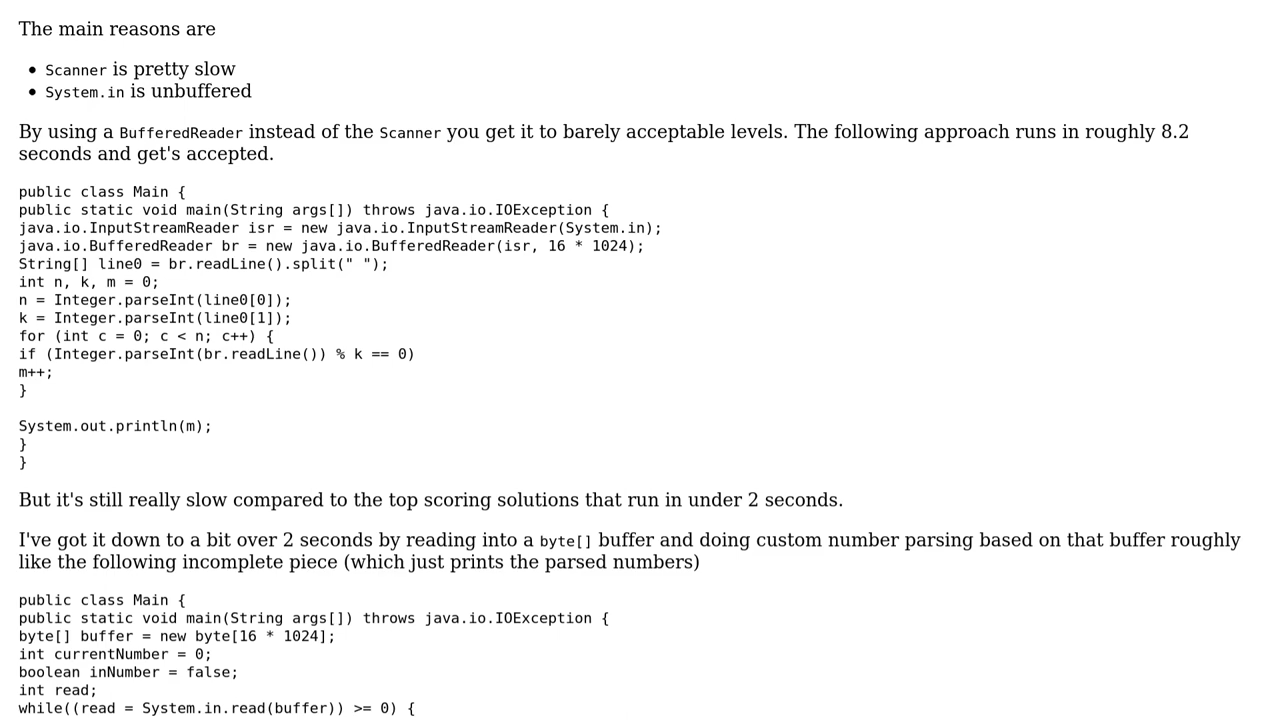 The main reasons are
• Scanner is pretty slow
• System.in is unbuffered
By using a BufferedReader instead of the Scanner you get it to barely acceptable levels. The following approach runs in roughly 8.2
seconds and get's accepted.
public class Main {
public static void main(String args[]) throws java.io.IOException {
java.io.InputStreamReader isr = new java.io.InputStreamReader(System.in);
java.io.BufferedReader br = new java.io.BufferedReader(isr, 16 * 1024);
String[] line0 = br.readLine().split(" ");
int n, k, m = 0;
n = Integer.parseInt(line0[0]);
k = Integer.parseInt(line0[1]);
for (int c = 0; c < n; c++) {
if (Integer.parseInt(br.readLine()) % k == 0)
m++;
}
System.out.println(m);
}
}
But it's still really slow compared to the top scoring solutions that run in under 2 seconds.
I've got it down to a bit over 2 seconds by reading into a byte[] buffer and doing custom number parsing based on that buffer roughly
like the following incomplete piece (which just prints the parsed numbers)
public class Main {
public static void main(String args[]) throws java.io.IOException {
byte[] buffer = new byte[16 * 1024];
int currentNumber = 0;
boolean inNumber = false;
int read;
while((read = System.in.read(buffer)) >= 0) {